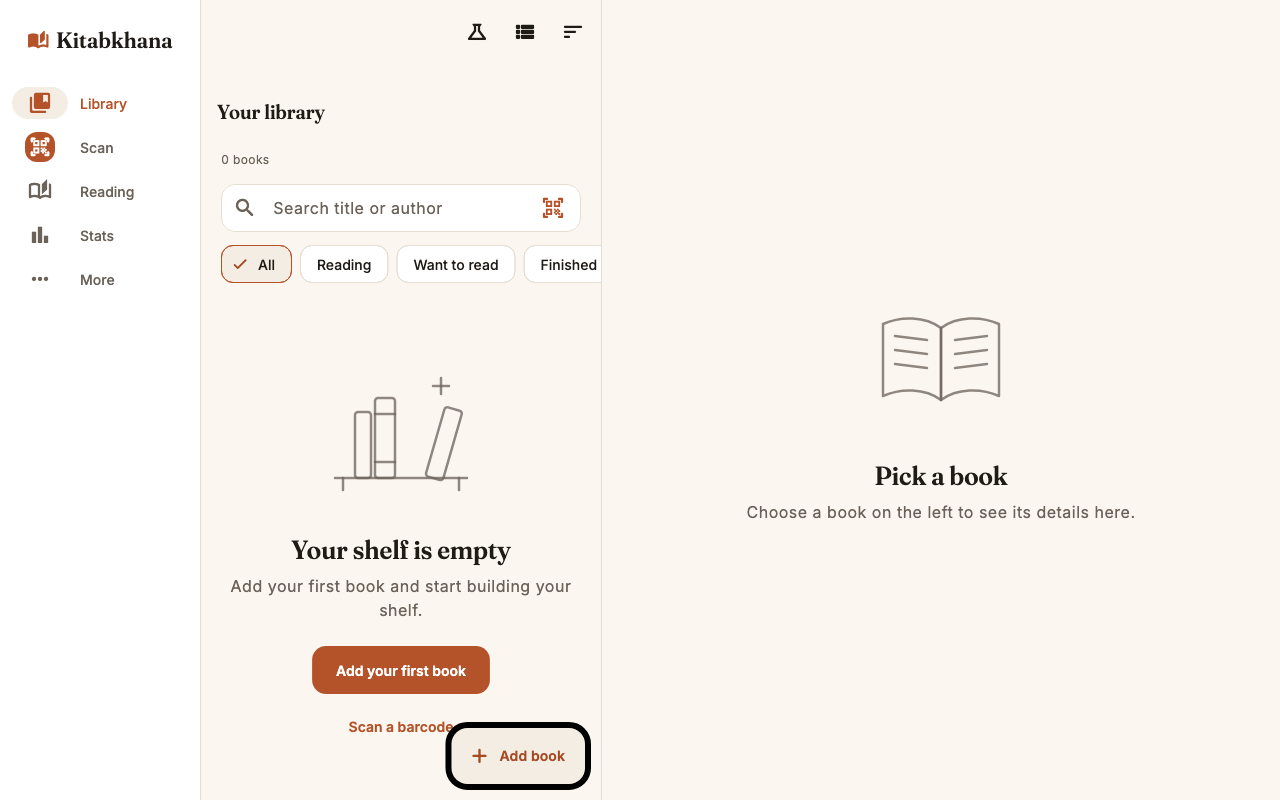 Kitabkhana
Library
Scan
Reading
Stats
More
Your library
0 books
Search title or author
All
Reading
Want to read
Finished
Your shelf is empty
Add your first book and start building your
shelf.
Add your first book
Scan a barcode
Add book
Pick a book
Choose a book on the left to see its details here.